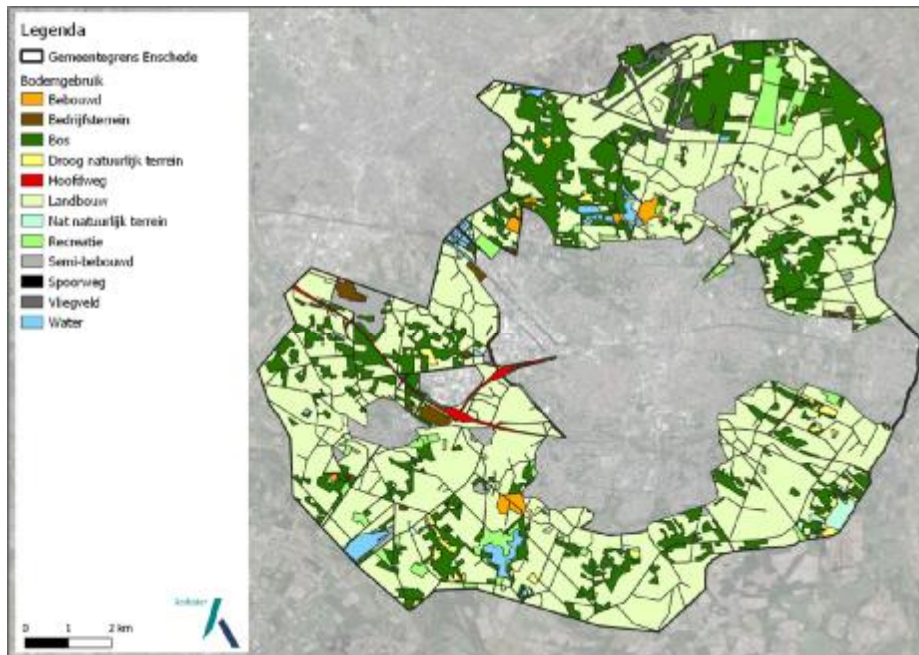 Legenda
Gemeentegrens Enschede
Bodemgebruik
Bebouwd
Bedrijfsterrein
Bos
Droog natuurlijk terrein
Hoofdweg
Landbouw
Nat natuurlijk terrein
Recreatie
Semi-bebouwd
Spoorweg
Vliegveld
Water
0 1 2 km